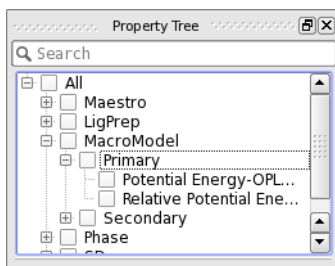 Property Tree
Search
All
Maestro
LigPrep
MacroModel
Primary
Potential Energy-OPL...
Relative Potential Ene...
Secondary
Phase